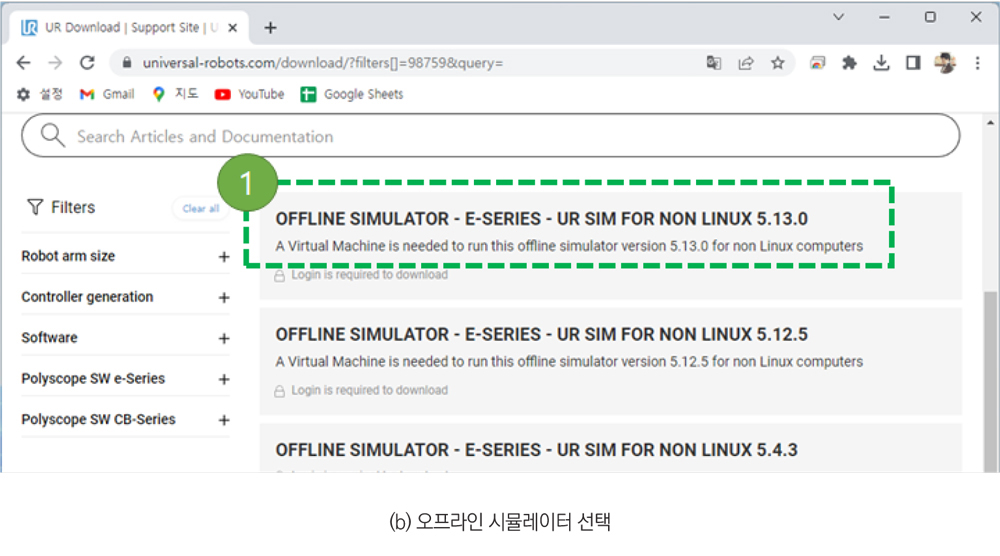 UR Download | Support Site | U
universal-robots.com/download/?filters[]=98759&query=
설정 Gmail 지도 YouTube Google Sheets
Search Articles and Documentation
1
Filters
Clear all
Robot arm size +
Controller generation +
Software +
Polyscope SW e-Series +
Polyscope SW CB-Series +
OFFLINE SIMULATOR - E-SERIES - UR SIM FOR NON LINUX 5.13.0
A Virtual Machine is needed to run this offline simulator version 5.13.0 for non Linux computers
Login is required to download
OFFLINE SIMULATOR - E-SERIES - UR SIM FOR NON LINUX 5.12.5
A Virtual Machine is needed to run this offline simulator version 5.12.5 for non Linux computers
Login is required to download
OFFLINE SIMULATOR - E-SERIES - UR SIM FOR NON LINUX 5.4.3
(b) 오프라인 시뮬레이터 선택